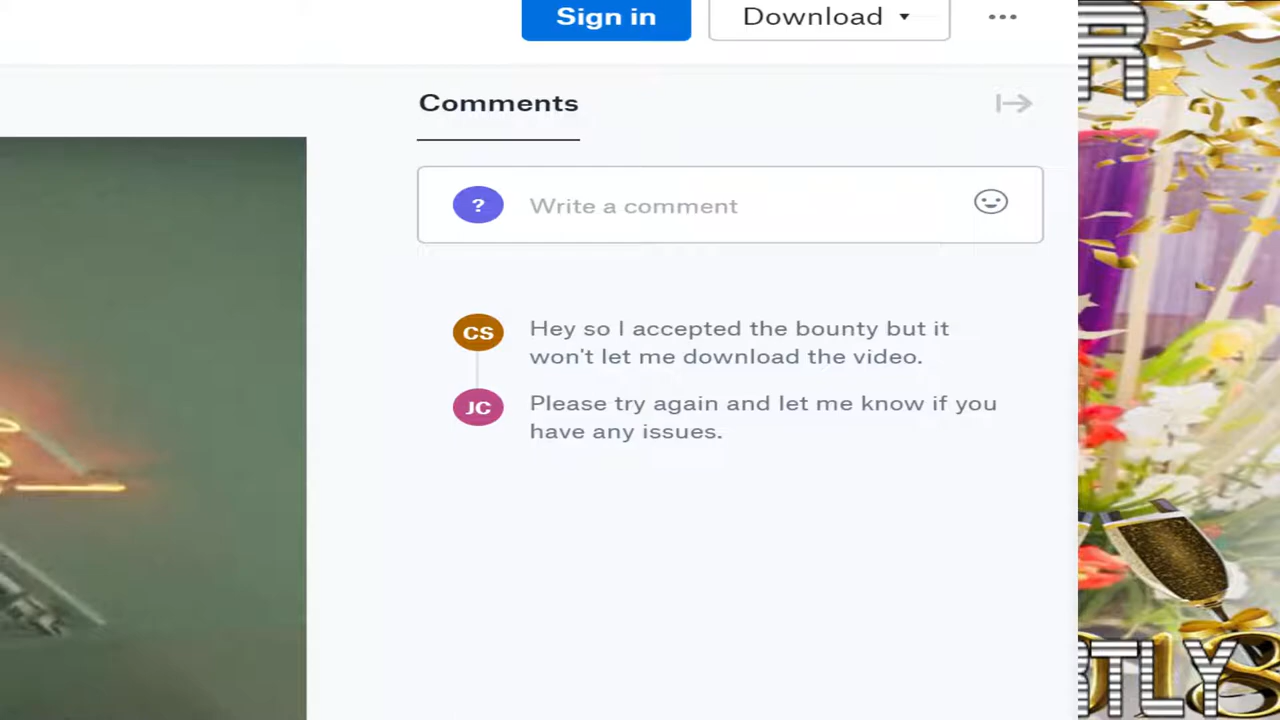 Sign in
Download
Comments
?
Write a comment
CS
Hey so I accepted the bounty but it
won't let me download the video.
JC
Please try again and let me know if you
have any issues.